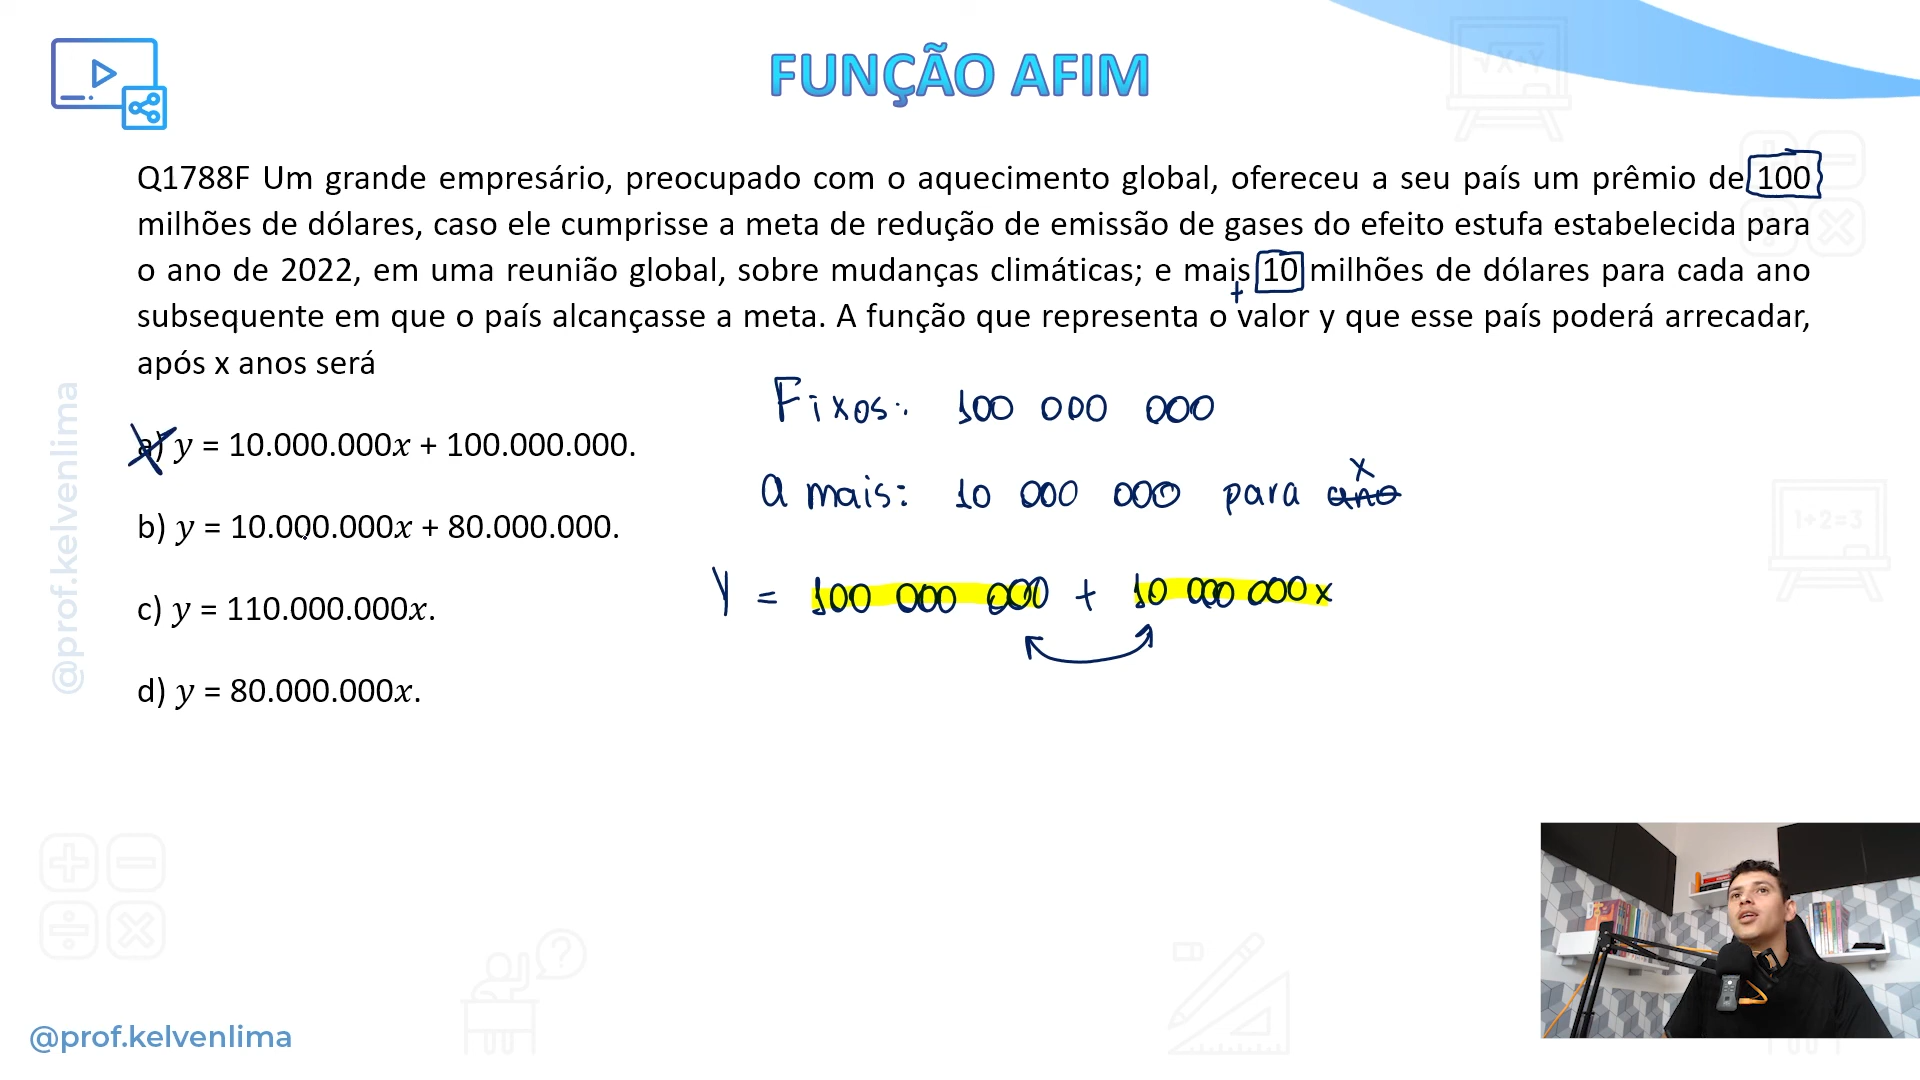 FUNÇÃO AFIM
Q1788F Um grande empresário, preocupado com o aquecimento global, ofereceu a seu país um prêmio de 100
milhões de dólares, caso ele cumprisse a meta de redução de emissão de gases do efeito estufa estabelecida para
o ano de 2022, em uma reunião global, sobre mudanças climáticas; e mais 10 milhões de dólares para cada ano
+
subsequente em que o país alcançasse a meta. A função que representa o valor y que esse país poderá arrecadar,
após x anos será
Fixos: 100 000 000
a) y = 10.000.000x + 100.000.000.
x
a mais: 10 000 000 para ano
b) y = 10.000.000x + 80.000.000.
Y = 100 000 000 + 10 000 000x
c) y = 110.000.000x.
d) y = 80.000.000x.
@prof.kelvenlima
1+2=3
@prof.kelvenlima